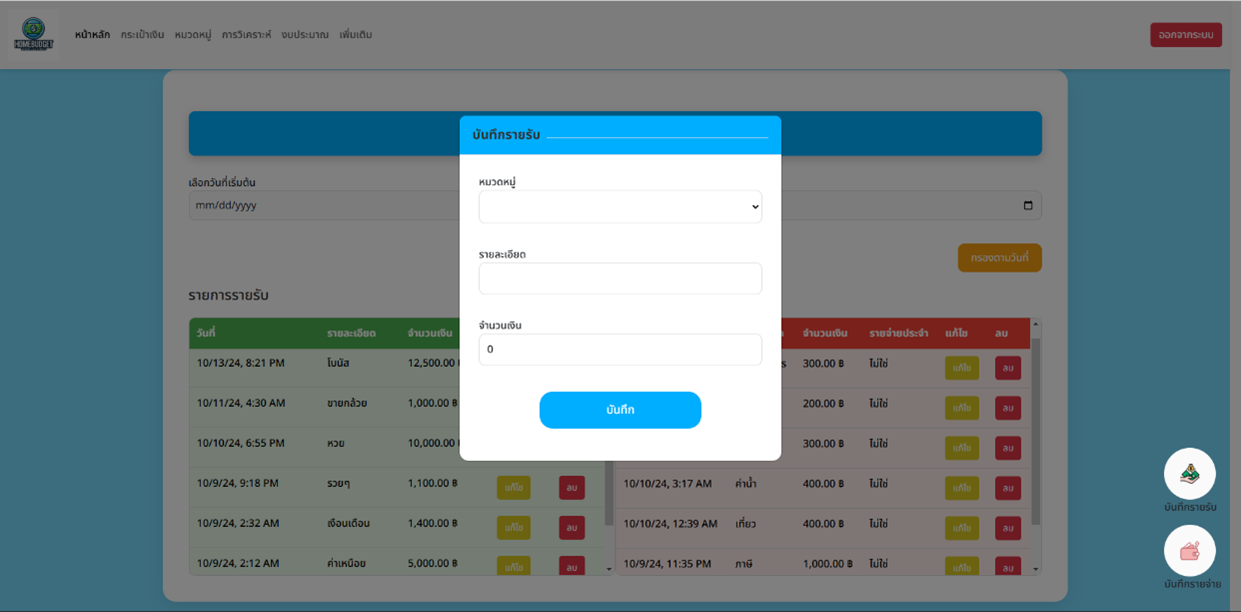 HOMEBUDGET
หน้าหลัก กระเป๋าเงิน หมวดหมู่ การวิเคราะห์ งบประมาณ เพิ่มเติม
ออกจากระบบ
บันทึกรายรับ
เลือกวันที่เริ่มต้น
mm/dd/yyyy
หมวดหมู่
รายละเอียด
จำนวนเงิน
0
บันทึก
กรองตามวันที่
รายการรายรับ
วันที่ รายละเอียด จำนวนเงิน
10/13/24, 8:21 PM โบนัส 12,500.00
10/11/24, 4:30 AM ขายกล้วย 1,000.00 ฿
10/10/24, 6:55 PM หวย 10,000.00
10/9/24, 9:18 PM รวยๆ 1,100.00 ฿ แก้ไข ลบ
10/9/24, 2:32 AM เงือนเดือน 1,400.00 ฿ แก้ไข ลบ
10/9/24, 2:12 AM ค่าเหนือย 5,000.00 ฿ แก้ไข ลบ
จำนวนเงิน รายจ่ายประจำ แก้ไข ลบ
300.00 ฿ ไม่ใช่ แก้ไข ลบ
200.00 ฿ ไม่ใช่ แก้ไข ลบ
300.00 ฿ ไม่ใช่ แก้ไข ลบ
10/10/24, 3:17 AM ค่าน้ำ 400.00 ฿ ไม่ใช่ แก้ไข ลบ
10/10/24, 12:39 AM เที่ยว 400.00 ฿ ไม่ใช่ แก้ไข ลบ
10/9/24, 11:35 PM ภาษี 1,000.00 ฿ ไม่ใช่ แก้ไข ลบ
บันทึกรายรับ
บันทึกรายจ่าย